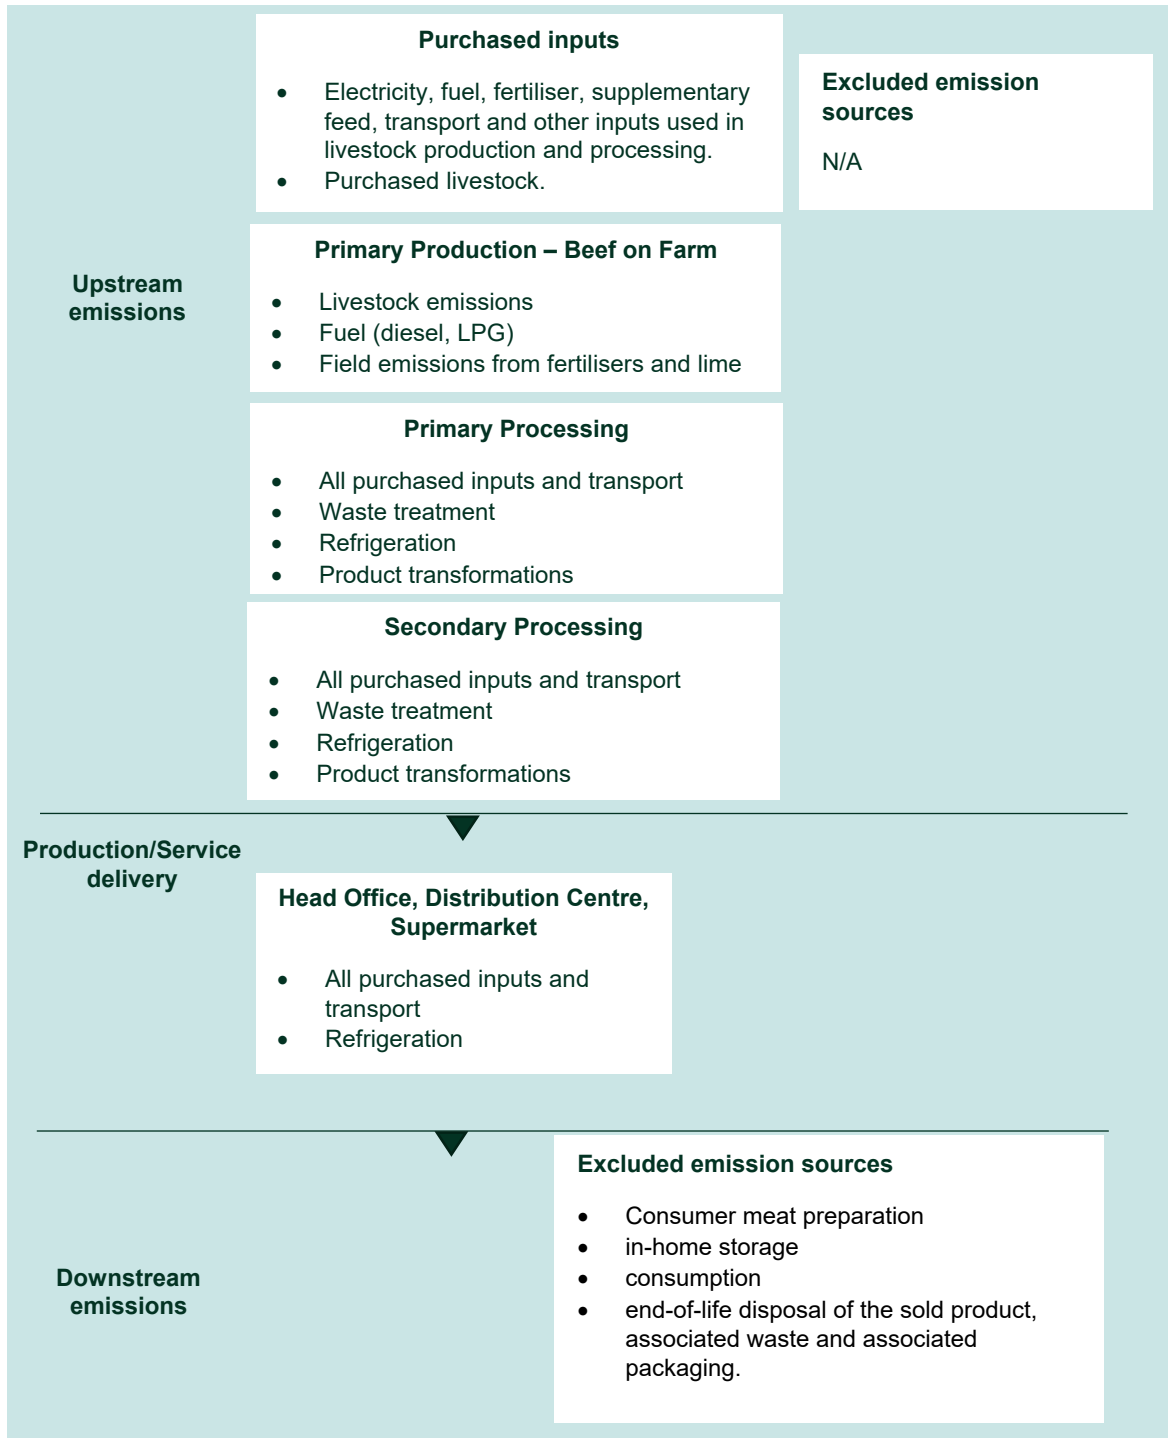 Purchased inputs
• Electricity, fuel, fertiliser, supplementary
feed, transport and other inputs used in
livestock production and processing.
• Purchased livestock.
Excluded emission
sources
N/A
Upstream
emissions
Primary Production – Beef on Farm
• Livestock emissions
• Fuel (diesel, LPG)
• Field emissions from fertilisers and lime
Primary Processing
• All purchased inputs and transport
• Waste treatment
• Refrigeration
• Product transformations
Secondary Processing
• All purchased inputs and transport
• Waste treatment
• Refrigeration
• Product transformations
Production/Service
delivery
Head Office, Distribution Centre,
Supermarket
• All purchased inputs and
transport
• Refrigeration
Downstream
emissions
Excluded emission sources
• Consumer meat preparation
• in-home storage
• consumption
• end-of-life disposal of the sold product,
associated waste and associated
packaging.